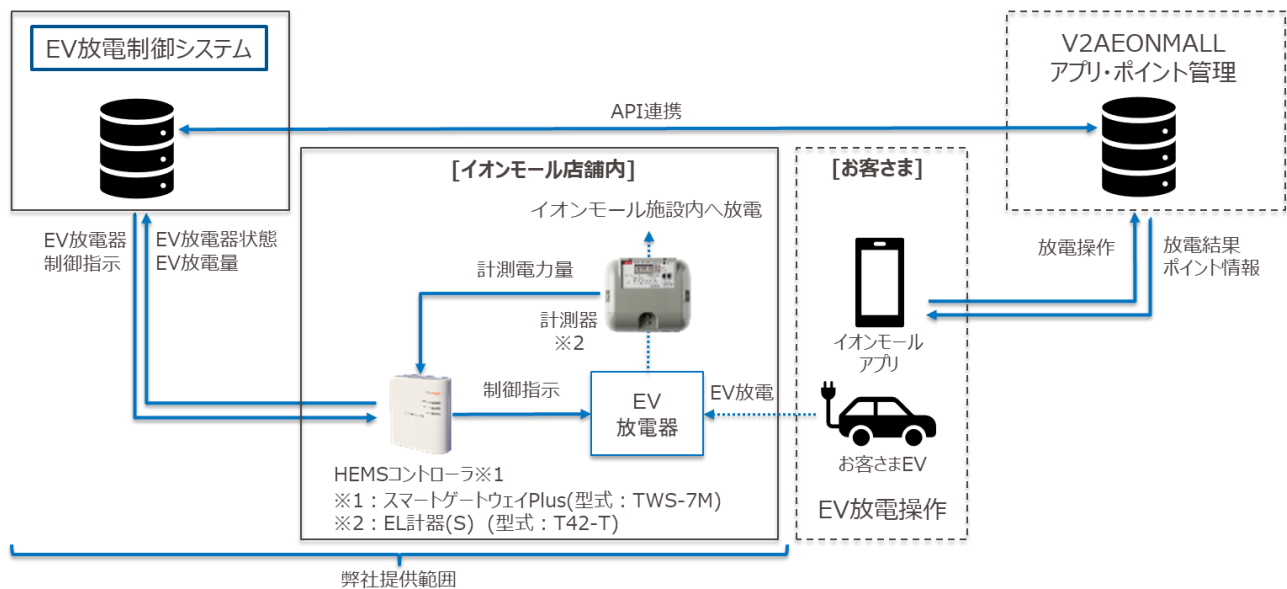 EV放電制御システム
V2AEONMALL
アプリ・ポイント管理
API連携
[イオンモール店舗内]
[お客さま]
イオンモール施設内へ放電
EV放電器
制御指示
EV放電器状態
EV放電量
放電操作
放電結果
ポイント情報
計測電力量
計測器
※2
イオンモール
アプリ
制御指示
EV
放電器
EV放電
お客さまEV
HEMSコントローラ※1
※1：スマートゲートウェイPlus(型式：TWS-7M)
※2：EL計器(S) (型式：T42-T)
EV放電操作
弊社提供範囲